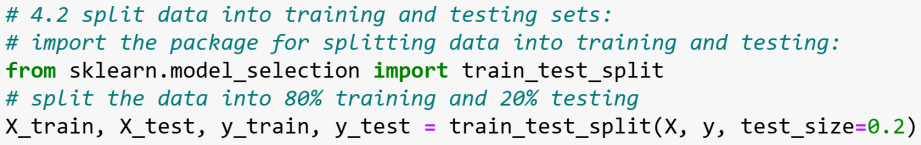 # 4.2 split data into training and testing sets:
# import the package for splitting data into training and testing:
from sklearn.model_selection import train_test_split
# split the data into 80% training and 20% testing
X_train, X_test, y_train, y_test = train_test_split(X, y, test_size=0.2)